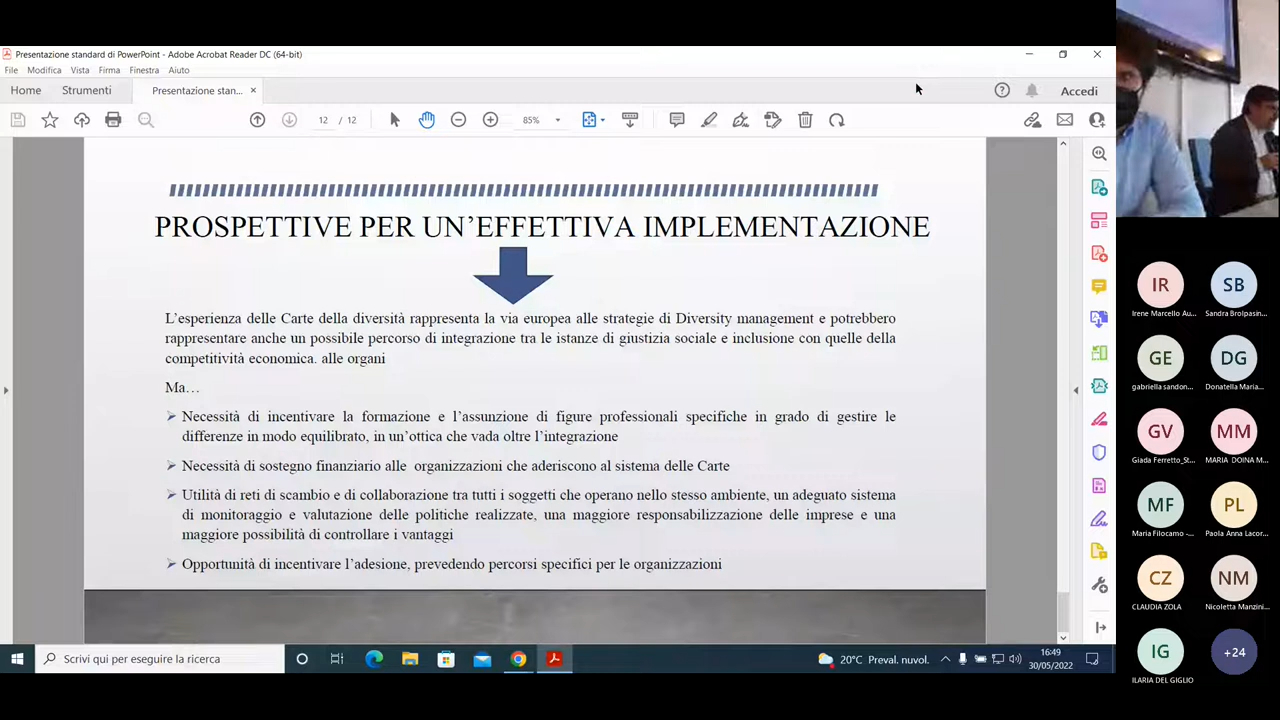 Presentazione standard di PowerPoint - Adobe Acrobat Reader DC (64-bit)
File Modifica Vista Firma Finestra Aiuto
Home Strumenti Presentazione stan... × Accedi
12 / 12 85%
PROSPETTIVE PER UN'EFFETTIVA IMPLEMENTAZIONE
L'esperienza delle Carte della diversità rappresenta la via europea alle strategie di Diversity management e potrebbero
rappresentare anche un possibile percorso di integrazione tra le istanze di giustizia sociale e inclusione con quelle della
competitività economica. alle organi
Ma…
Necessità di incentivare la formazione e l'assunzione di figure professionali specifiche in grado di gestire le
differenze in modo equilibrato, in un'ottica che vada oltre l'integrazione
Necessità di sostegno finanziario alle organizzazioni che aderiscono al sistema delle Carte
Utilità di reti di scambio e di collaborazione tra tutti i soggetti che operano nello stesso ambiente, un adeguato sistema
di monitoraggio e valutazione delle politiche realizzate, una maggiore responsabilizzazione delle imprese e una
maggiore possibilità di controllare i vantaggi
Opportunità di incentivare l'adesione, prevedendo percorsi specifici per le organizzazioni
Scrivi qui per eseguire la ricerca
20°C Preval. nuvol.
16:49
30/05/2022
IR SB
Irene Marcello Au... Sandra Brolpasin...
GE DG
gabriella sandon... Donatella Maria...
GV MM
Giada Ferretto_St... MARIA DOINA M...
MF PL
Maria Filocamo -... Paola Anna Lacor...
CZ NM
CLAUDIA ZOLA Nicoletta Manzini...
IG +24
ILARIA DEL GIGLIO